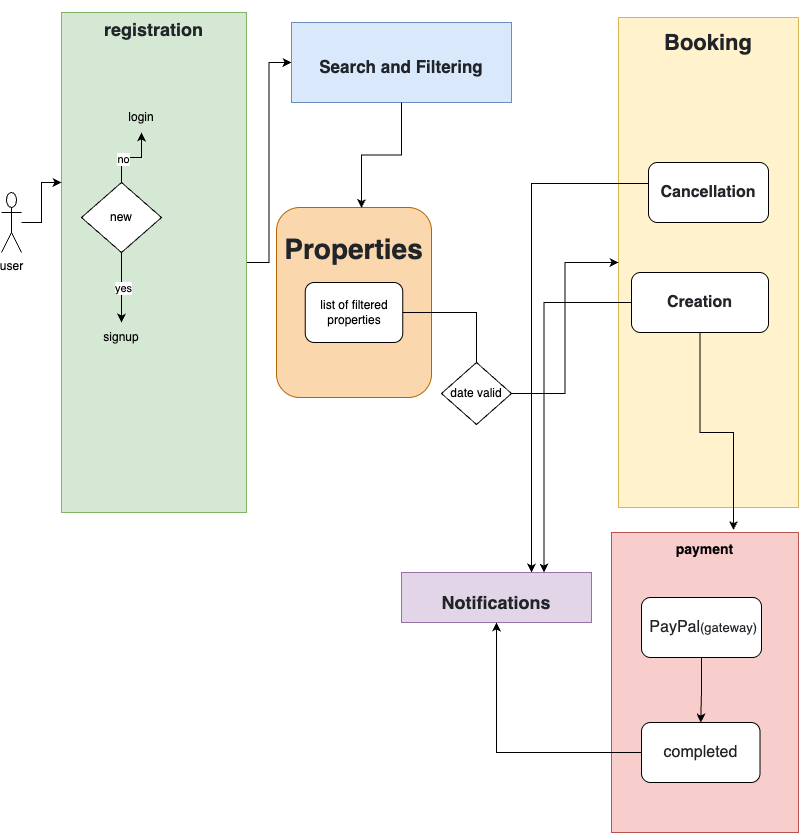 registration
login
no
new
yes
signup
user
Search and Filtering
Properties
list of filtered
properties
date valid
Booking
Cancellation
Creation
Notifications
payment
PayPal(gateway)
completed